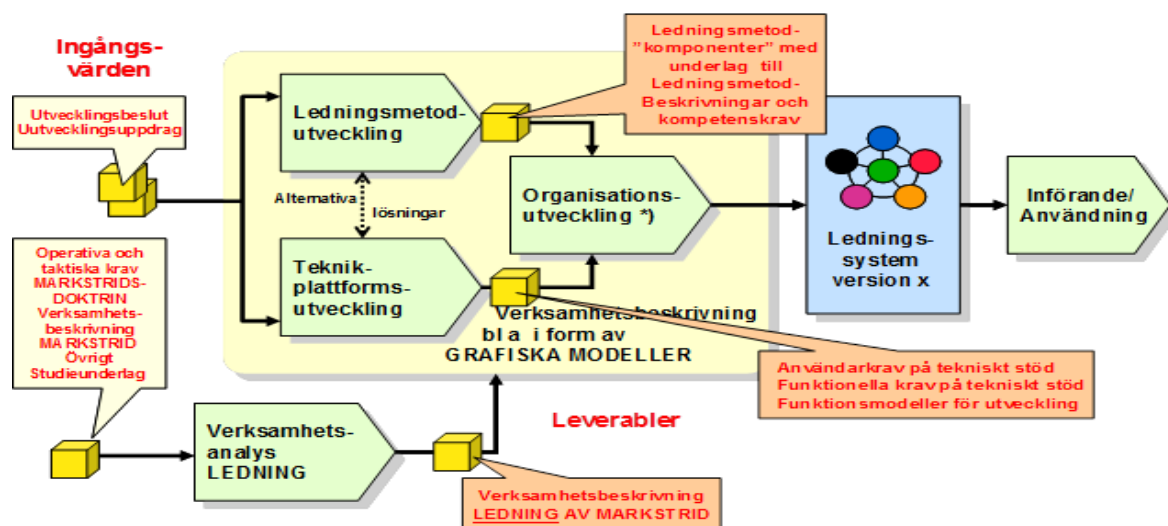 Ingångs-
värden
Utvecklingsbeslut
Uutvecklingsuppdrag
Ledningsmetod-
utveckling
Ledningsmetod-
”komponenter” med
underlag till
Ledningsmetod-
Beskrivningar och
kompetenskrav
Alternativa
lösningar
Organisations-
utveckling *)
Lednings-
system
version x
Införande/
Användning
Operativa och
taktiska krav
MARKSTRIDS-
DOKTRIN
Verksamhets-
beskrivning
MARKSTRID
Övrigt
Studieunderlag
Teknik-
plattforms-
utveckling
Verksamhetsbeskrivning
bl a i form av
GRAFISKA MODELLER
Användarkrav på tekniskt stöd
Funktionella krav på tekniskt stöd
Funktionsmodeller för utveckling
Leverabler
Verksamhets-
analys
LEDNING
Verksamhetsbeskrivning
LEDNING AV MARKSTRID